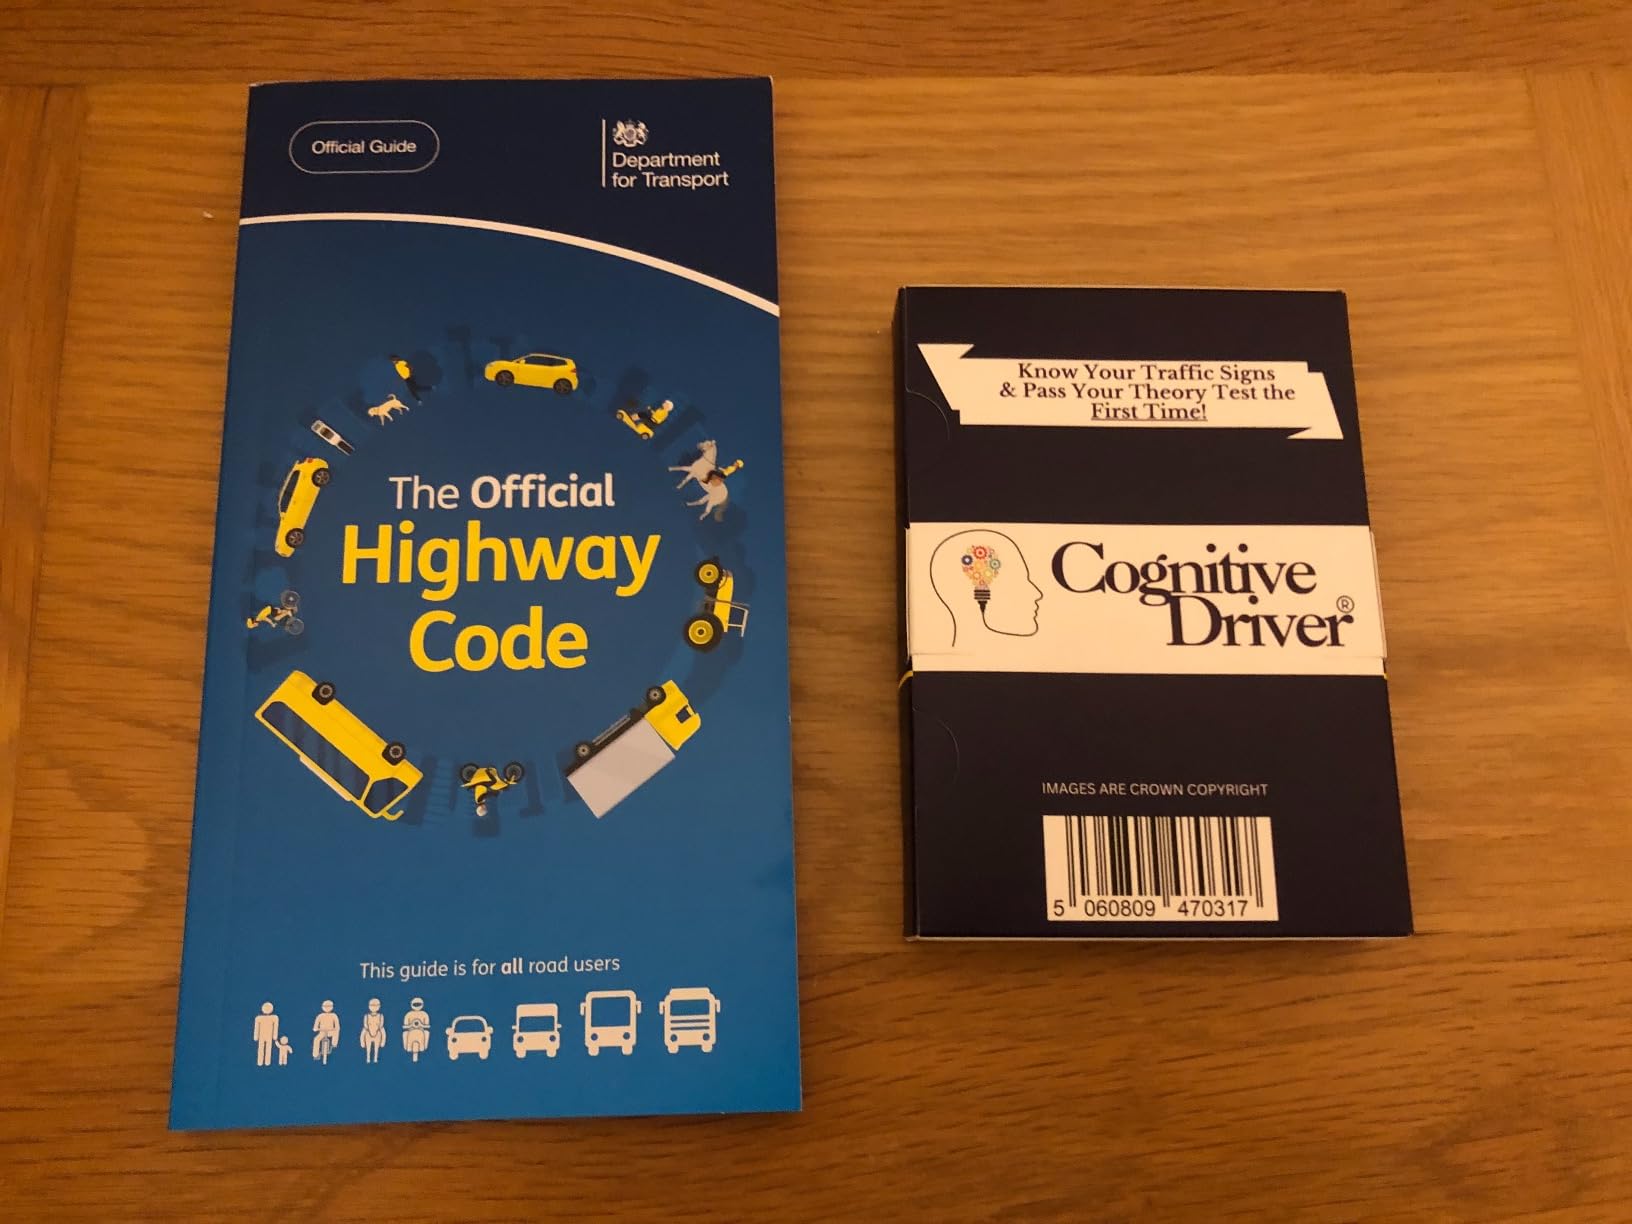 Official Guide
Department
for Transport
The Official
Highway
Code
This guide is for all road users
Know Your Traffic Signs
& Pass Your Theory Test the
First Time!
Cognitive
Driver®
IMAGES ARE CROWN COPYRIGHT
5 060809 470317